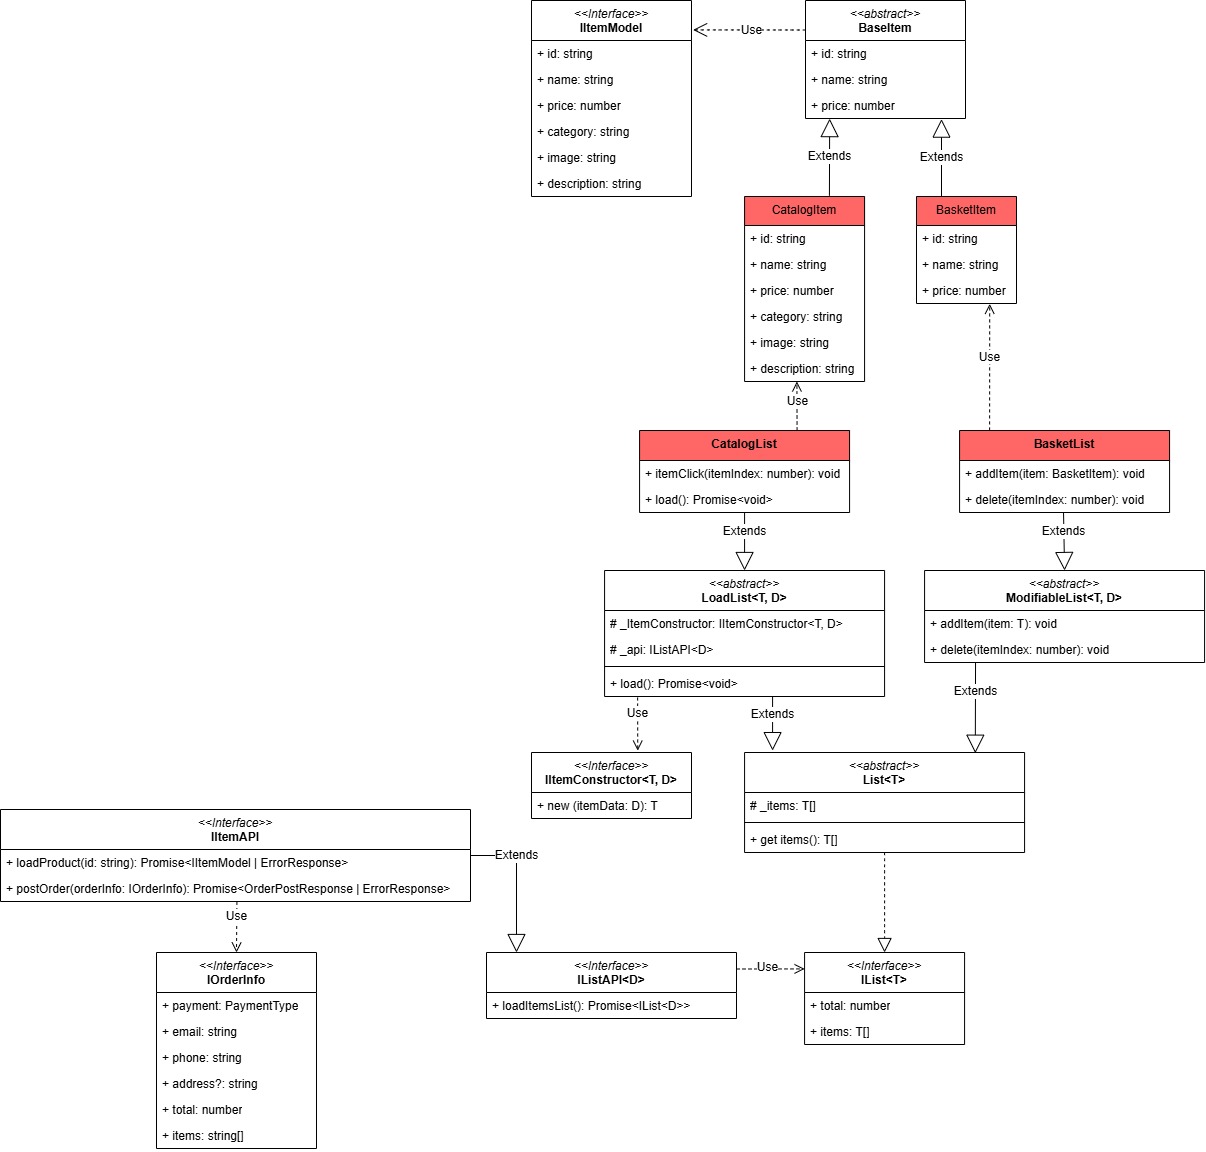 <<Interface>>
IItemModel
+ id: string
+ name: string
+ price: number
+ category: string
+ image: string
+ description: string
Use
<<abstract>>
BaseItem
+ id: string
+ name: string
+ price: number
Extends
Extends
CatalogItem
+ id: string
+ name: string
+ price: number
+ category: string
+ image: string
+ description: string
BasketItem
+ id: string
+ name: string
+ price: number
Use
Use
CatalogList
+ itemClick(itemIndex: number): void
+ load(): Promise<void>
BasketList
+ addItem(item: BasketItem): void
+ delete(itemIndex: number): void
Extends
Extends
<<abstract>>
LoadList<T, D>
# _ItemConstructor: IItemConstructor<T, D>
# _api: IListAPI<D>
+ load(): Promise<void>
<<abstract>>
ModifiableList<T, D>
+ addItem(item: T): void
+ delete(itemIndex: number): void
Use
Extends
Extends
<<Interface>>
IItemConstructor<T, D>
+ new (itemData: D): T
<<abstract>>
List<T>
# _items: T[]
+ get items(): T[]
<<Interface>>
IItemAPI
+ loadProduct(id: string): Promise<IItemModel | ErrorResponse>
+ postOrder(orderInfo: IOrderInfo): Promise<OrderPostResponse | ErrorResponse>
Extends
Use
<<Interface>>
IOrderInfo
+ payment: PaymentType
+ email: string
+ phone: string
+ address?: string
+ total: number
+ items: string[]
<<Interface>>
IListAPI<D>
+ loadItemsList(): Promise<IList<D>>
Use
<<Interface>>
IList<T>
+ total: number
+ items: T[]